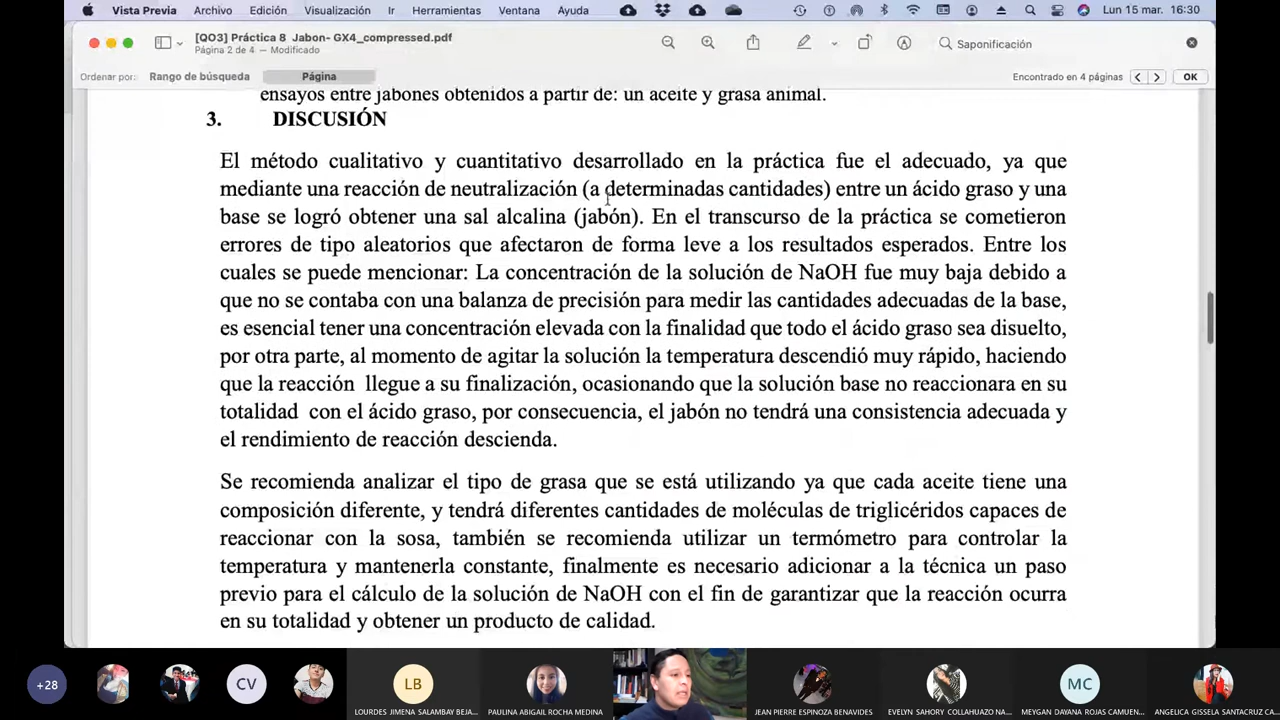 Vista Previa Archivo Edición Visualización Ir Herramientas Ventana Ayuda Lun 15 mar. 16:30
[QO3] Práctica 8 Jabon- GX4_compressed.pdf
Página 2 de 4 — Modificado
Saponificación
Ordenar por: Rango de búsqueda Página Encontrado en 4 páginas OK
ensayos entre jabones obtenidos a partir de: un aceite y grasa animal.
3. DISCUSIÓN
El método cualitativo y cuantitativo desarrollado en la práctica fue el adecuado, ya que
mediante una reacción de neutralización (a determinadas cantidades) entre un ácido graso y una
base se logró obtener una sal alcalina (jabón). En el transcurso de la práctica se cometieron
errores de tipo aleatorios que afectaron de forma leve a los resultados esperados. Entre los
cuales se puede mencionar: La concentración de la solución de NaOH fue muy baja debido a
que no se contaba con una balanza de precisión para medir las cantidades adecuadas de la base,
es esencial tener una concentración elevada con la finalidad que todo el ácido graso sea disuelto,
por otra parte, al momento de agitar la solución la temperatura descendió muy rápido, haciendo
que la reacción llegue a su finalización, ocasionando que la solución base no reaccionara en su
totalidad con el ácido graso, por consecuencia, el jabón no tendrá una consistencia adecuada y
el rendimiento de reacción descienda.
Se recomienda analizar el tipo de grasa que se está utilizando ya que cada aceite tiene una
composición diferente, y tendrá diferentes cantidades de moléculas de triglicéridos capaces de
reaccionar con la sosa, también se recomienda utilizar un termómetro para controlar la
temperatura y mantenerla constante, finalmente es necesario adicionar a la técnica un paso
previo para el cálculo de la solución de NaOH con el fin de garantizar que la reacción ocurra
en su totalidad y obtener un producto de calidad.
+28 CV LB MC
LOURDES JIMENA SALAMBAY BEJA... PAULINA ABIGAIL ROCHA MEDINA JEAN PIERRE ESPINOZA BENAVIDES EVELYN SAHORY COLLAHUAZO NA... MEYGAN DAYANA ROJAS CAMUEN... ANGELICA GISSELA SANTACRUZ CA